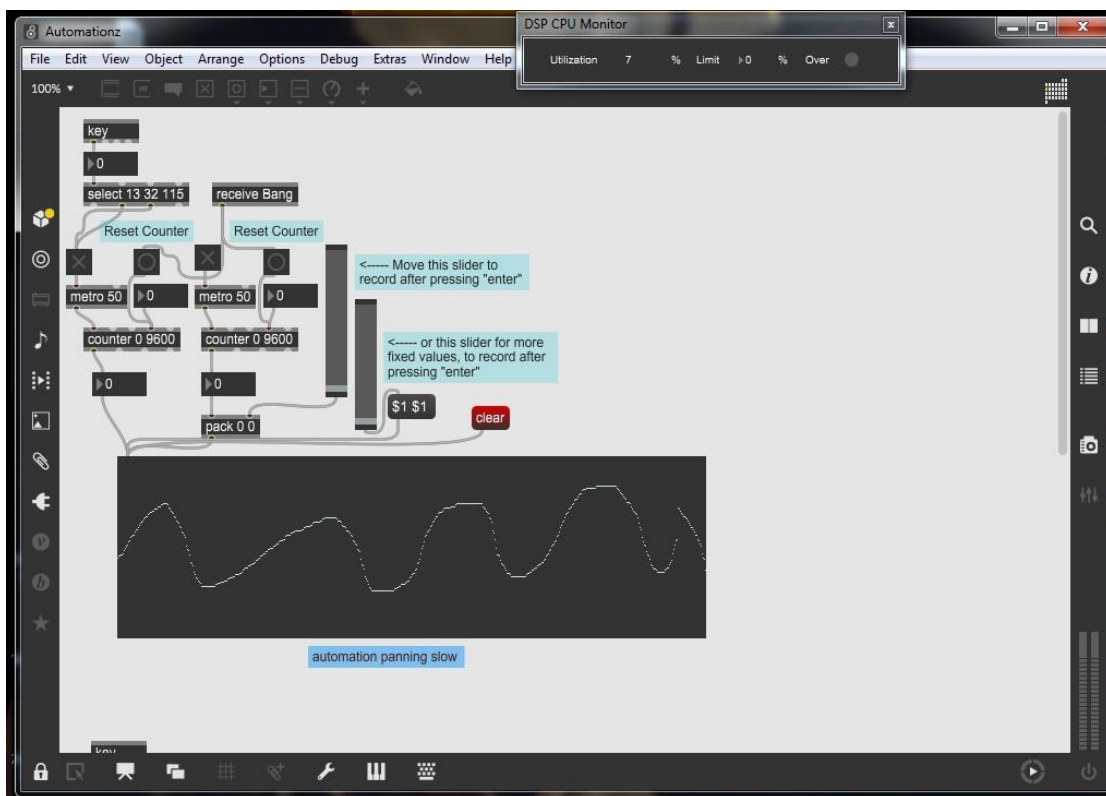 Automationz
DSP CPU Monitor
File Edit View Object Arrange Options Debug Extras Window Help
Utilization 7 % Limit 0 % Over
100%
key
0
select 13 32 115 receive Bang
Reset Counter Reset Counter
<----- Move this slider to
record after pressing "enter"
metro 50 0 metro 50 0
counter 0 9600 counter 0 9600
<----- or this slider for more
fixed values, to record after
pressing "enter"
0 0
$1 $1
clear
pack 0 0
automation panning slow
key